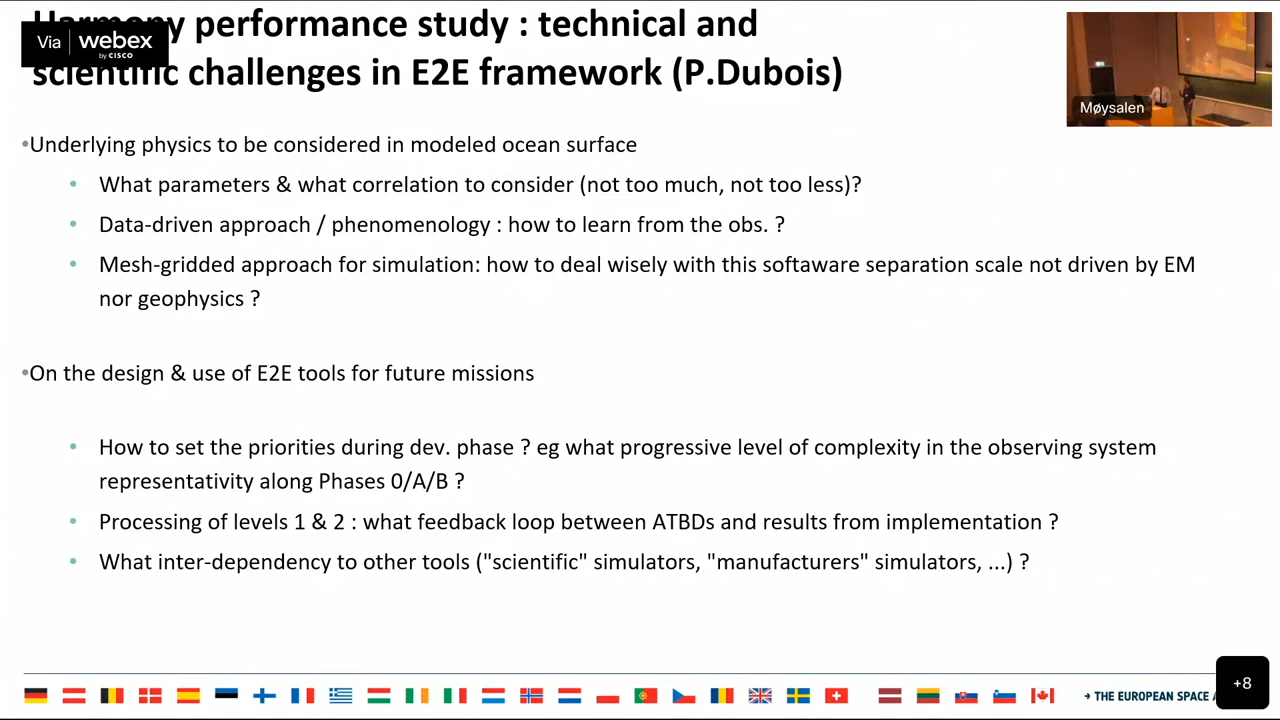 Harmony performance study : technical and
scientific challenges in E2E framework (P.Dubois)
Via webex
by CISCO
Møysalen
•Underlying physics to be considered in modeled ocean surface
• What parameters & what correlation to consider (not too much, not too less)?
• Data-driven approach / phenomenology : how to learn from the obs. ?
• Mesh-gridded approach for simulation: how to deal wisely with this softaware separation scale not driven by EM
nor geophysics ?
•On the design & use of E2E tools for future missions
• How to set the priorities during dev. phase ? eg what progressive level of complexity in the observing system
representativity along Phases 0/A/B ?
• Processing of levels 1 & 2 : what feedback loop between ATBDs and results from implementation ?
• What inter-dependency to other tools ("scientific" simulators, "manufacturers" simulators, ...) ?
→ THE EUROPEAN SPACE
+8